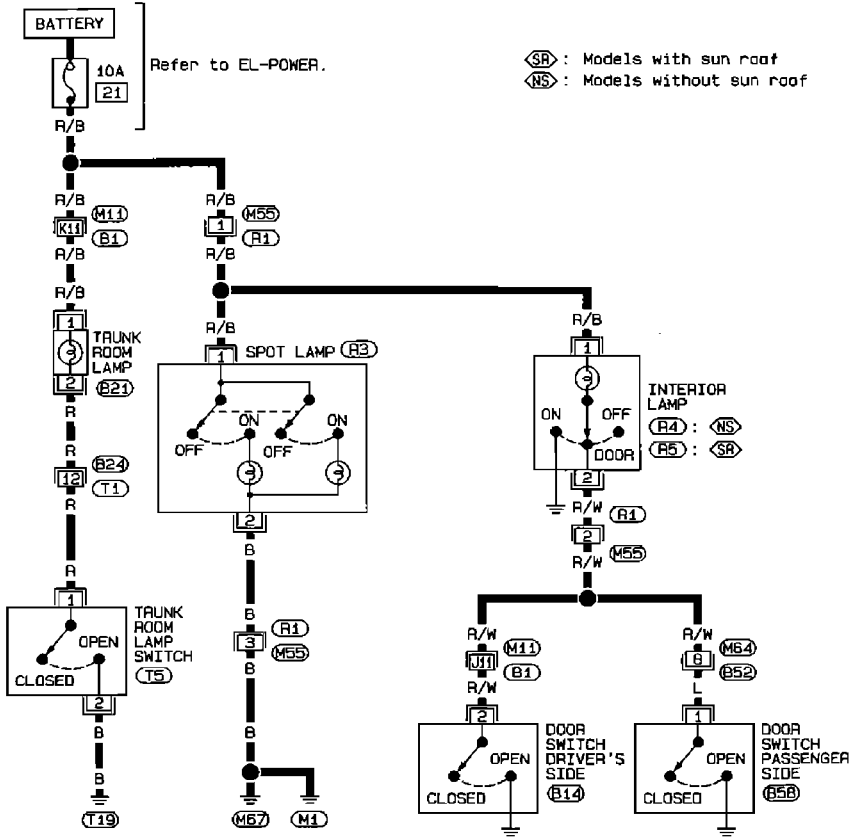 BATTERY
10A
21
Refer to EL-POWER.
SR : Models with sun roof
NS : Models without sun roof
R/B
R/B
R/B
K11
M11
B1
1
M55
R1
R/B
R/B
R/B
R/B
R/B
1
TRUNK
ROOM
LAMP
2
B21
1
SPOT LAMP
R3
ON
ON
OFF
OFF
2
1
INTERIOR
LAMP
R4 : NS
R5 : SR
ON
OFF
DOOR
2
R
R
12
B24
T1
R
R
R/W
R1
2
M55
R/W
B
B
3
R1
M55
B
B
1
TRUNK
ROOM
LAMP
SWITCH
T5
OPEN
CLOSED
2
B
B
T19
M67
M1
R/W
J11
M11
B1
R/W
2
DOOR
SWITCH
DRIVER'S
SIDE
B14
OPEN
CLOSED
R/W
M64
B52
L
1
DOOR
SWITCH
PASSENGER
SIDE
OPEN
CLOSED